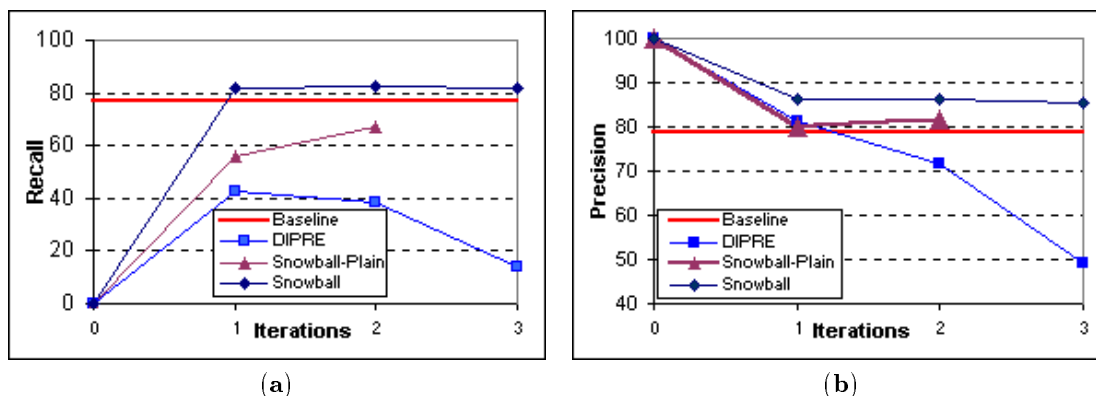 100
80
60
40
20
0
Recall
Baseline
DIPRE
Snowball-Plain
Snowball
0 1 2 3
Iterations
(a)
100
90
80
70
60
50
40
Precision
Baseline
DIPRE
Snowball-Plain
Snowball
0 1 2 3
Iterations
(b)